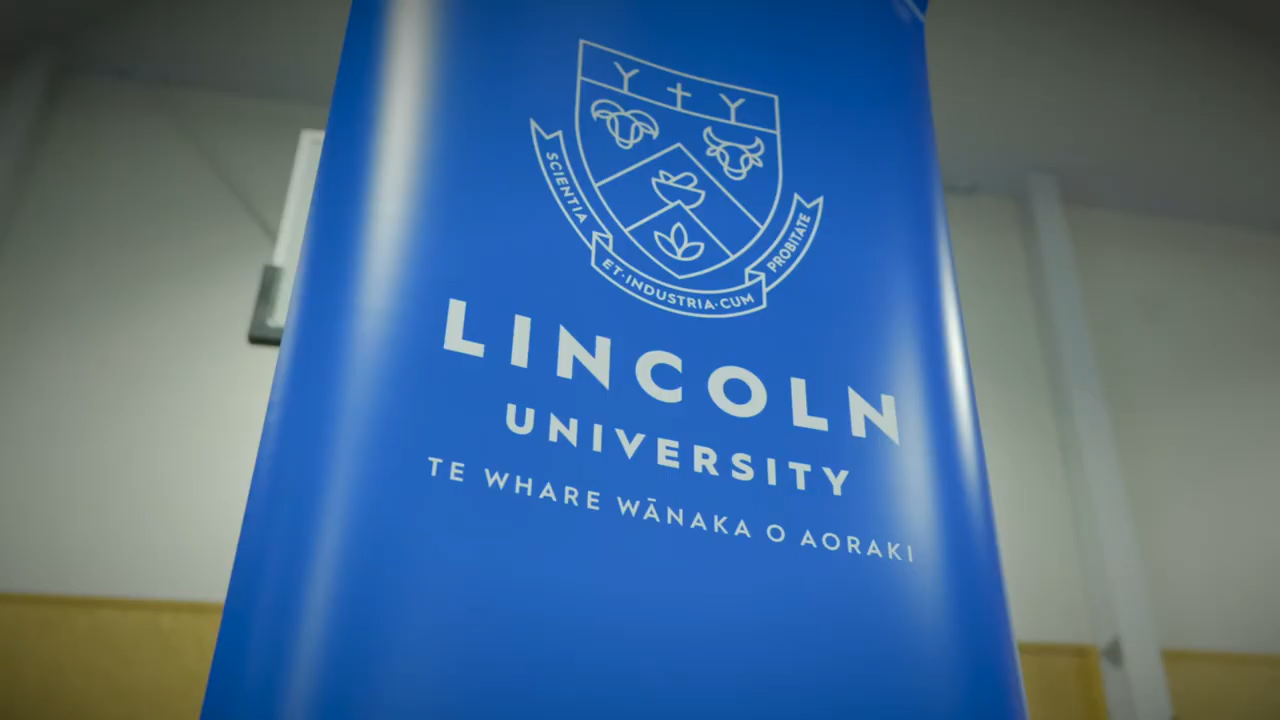 SCIENTIA
ET·INDUSTRIA·CUM
PROBITATE
LINCOLN
UNIVERSITY
TE WHARE WĀNAKA O AORAKI